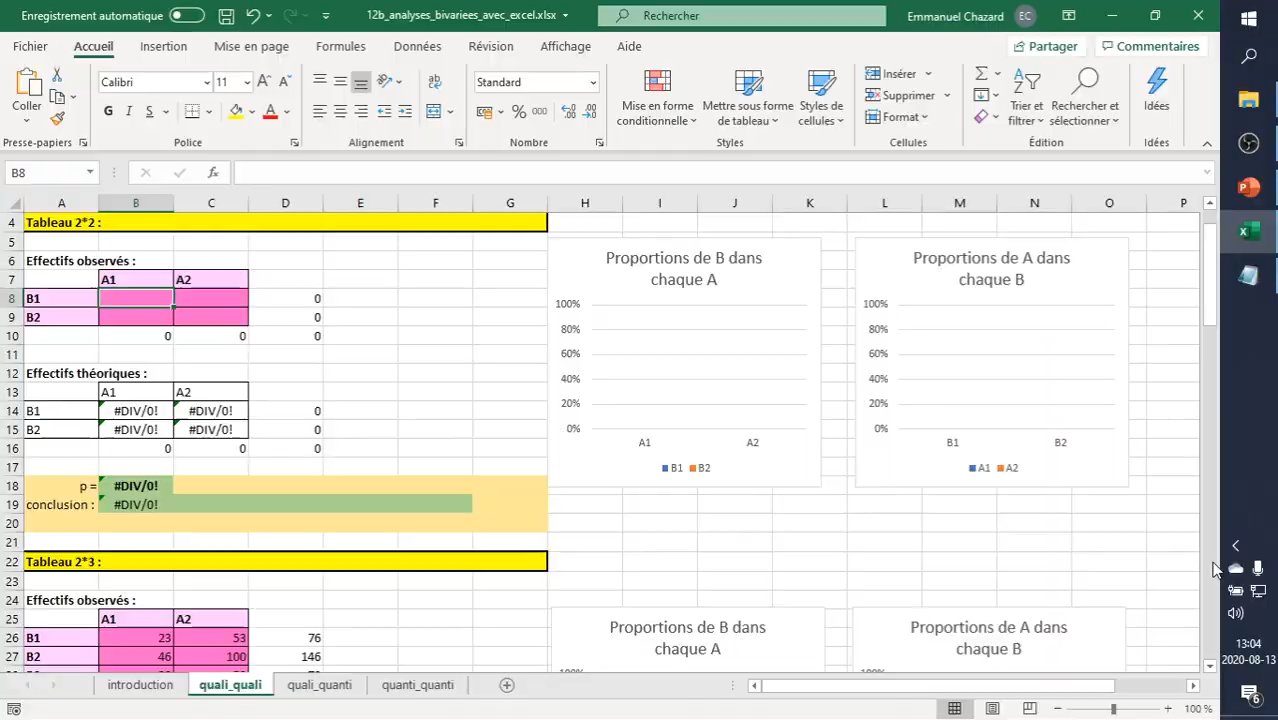 Enregistrement automatique
12b_analyses_bivariees_avec_excel.xlsx
Rechercher
Emmanuel Chazard
EC
Fichier Accueil Insertion Mise en page Formules Données Révision Affichage Aide
Partager
Commentaires
Coller
Calibri
11
G I S
Standard
% 000
Mise en forme conditionnelle
Mettre sous forme de tableau
Styles de cellules
Insérer
Supprimer
Format
Trier et filtrer
Rechercher et sélectionner
Idées
Presse-papiers
Police
Alignement
Nombre
Styles
Cellules
Édition
Idées
B8
fx
A B C D E F G H I J K L M N O P
4 Tableau 2*2 :
5
6 Effectifs observés :
7 A1 A2
8 B1 0
9 B2 0
10 0 0 0
11
12 Effectifs théoriques :
13 A1 A2
14 B1 #DIV/0! #DIV/0! 0
15 B2 #DIV/0! #DIV/0! 0
16 0 0 0
17
18 p = #DIV/0!
19 conclusion : #DIV/0!
20
21
22 Tableau 2*3 :
23
24 Effectifs observés :
25 A1 A2
26 B1 23 53 76
27 B2 46 100 146
Proportions de B dans
chaque A
100%
80%
60%
40%
20%
0%
A1 A2
B1 B2
Proportions de A dans
chaque B
100%
80%
60%
40%
20%
0%
B1 B2
A1 A2
Proportions de B dans
chaque A
Proportions de A dans
chaque B
introduction quali_quali quali_quanti quanti_quanti
100 %
13:04
2020-08-13
6